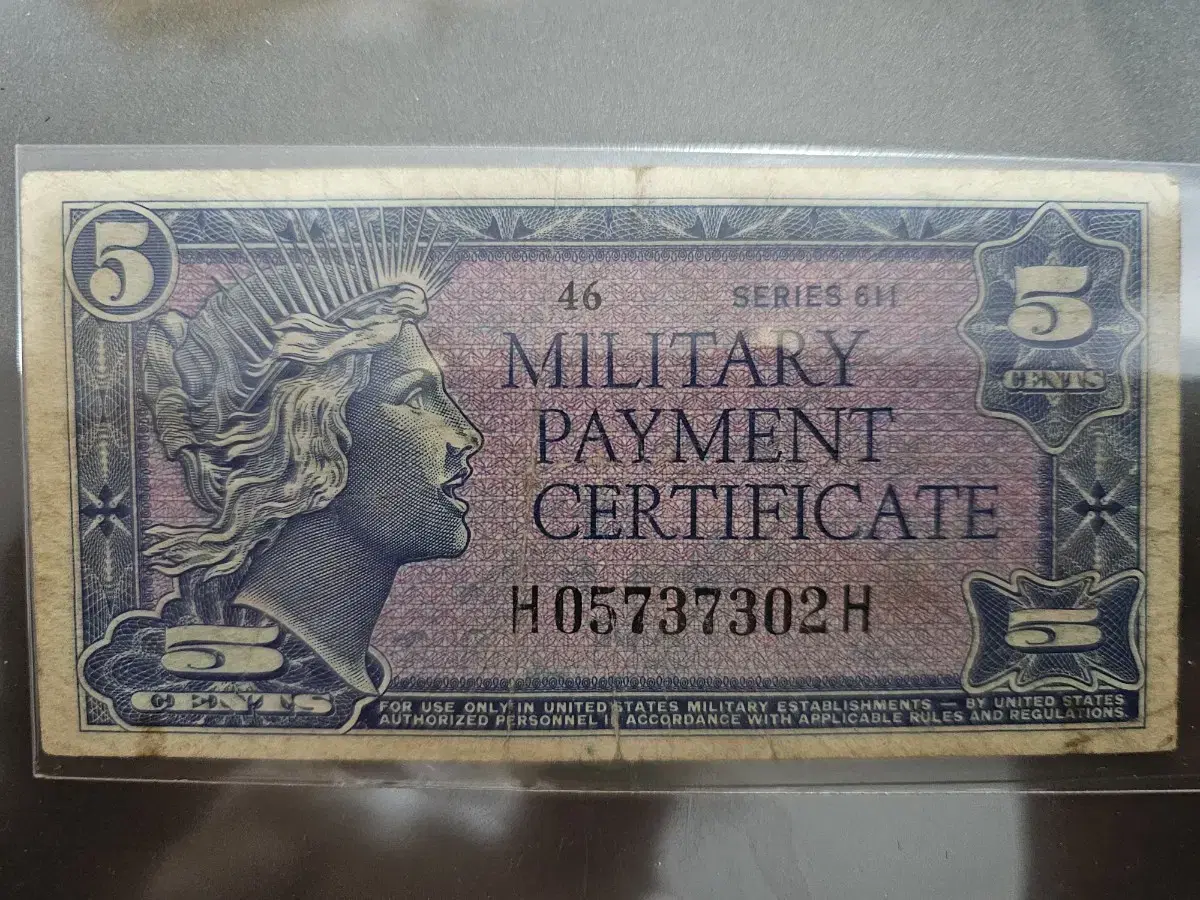 5
46 SERIES 611
5
CENTS
MILITARY
PAYMENT
CERTIFICATE
H05737302H
5
5
CENTS
FOR USE ONLY IN UNITED STATES MILITARY ESTABLISHMENTS — BY UNITED STATES
AUTHORIZED PERSONNEL IN ACCORDANCE WITH APPLICABLE RULES AND REGULATIONS.